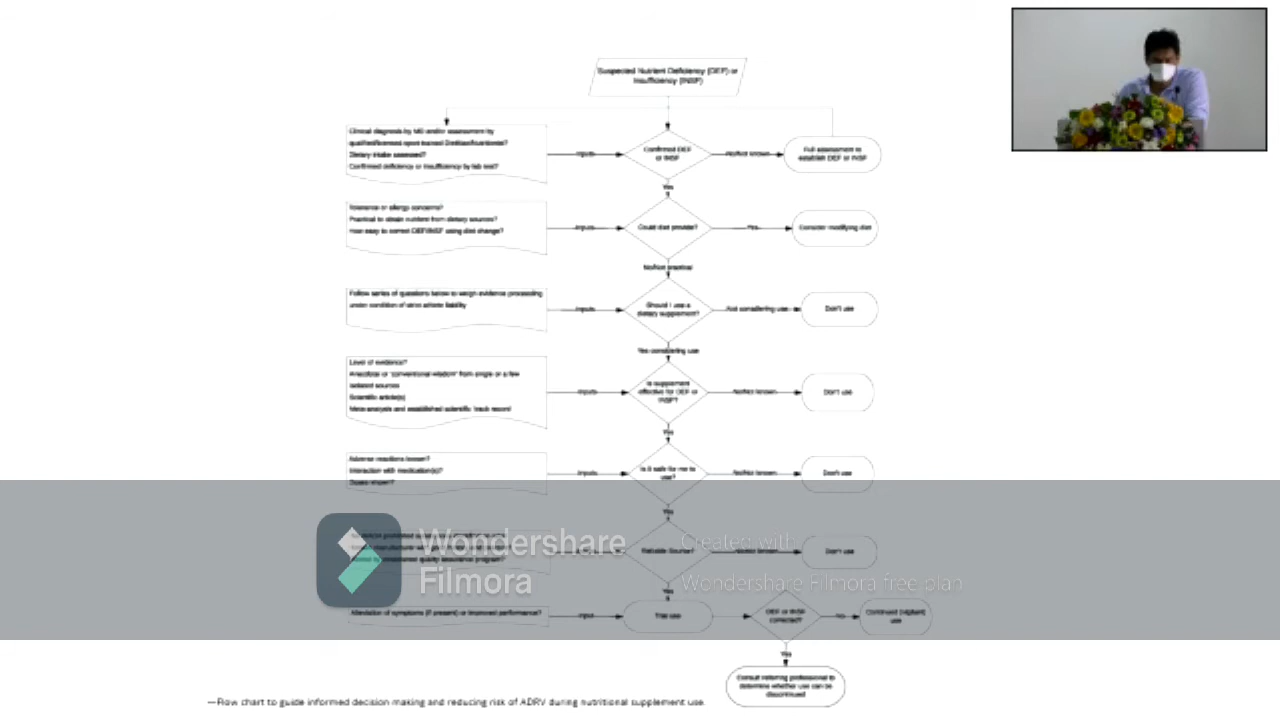 Suspected Nutrient Deficiency (DEF) or
Insufficiency (INSF)
Clinical diagnosis by MD and/or assessment by
qualified/licensed sport-trained Dietitian/Nutritionist?
Dietary intake assessed?
Confirmed deficiency or insufficiency by lab test?
Inputs
Confirmed DEF
or INSF
No/Not known
Full assessment to
establish DEF or INSF
Yes
Tolerance or allergy concerns?
Practical to obtain nutrient from dietary sources?
How easy to correct DEF/INSF using diet change?
Inputs
Could diet provide?
Yes
Consider modifying diet
No/Not practical
Follow series of questions below to weigh evidence proceeding
under condition of strict athlete liability
Inputs
Should I use a
dietary supplement?
Not considering use
Don't use
Yes considering use
Level of evidence?
Anecdotal or "conventional wisdom" from single or a few
isolated sources
Scientific article(s)
Meta-analysis and established scientific track record
Inputs
Is supplement
effective for DEF or
INSF?
No/Not known
Don't use
Yes
Adverse reactions known?
Interaction with medication(s)?
Doses known?
Inputs
Is it safe for me to
use?
No/Not known
Don't use
Yes
quality assurance program?
Reliable Source?
No/Not known
Don't use
Yes
Alleviation of symptoms (if present) or improved performance?
Input
Trial use
DEF or INSF
corrected?
No
Continued (vigilant)
use
Yes
Consult referring professional to
determine whether use can be
discontinued
—Flow chart to guide informed decision making and reducing risk of ADRV during nutritional supplement use.
Wondershare
Filmora
Created with
Wondershare Filmora free plan